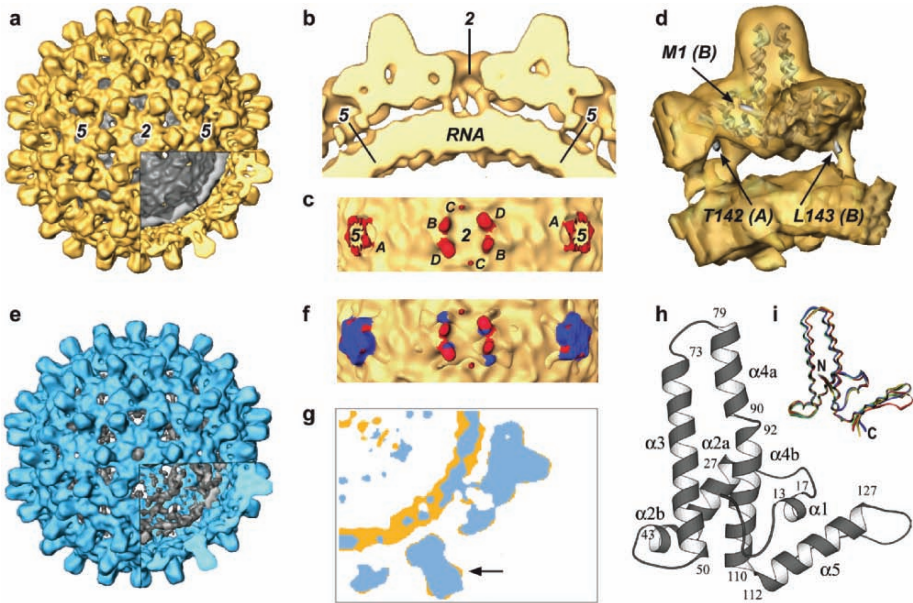 a
5 2 5
b
2
5 RNA 5
c
C D
B
5 A 2 A 5
D B
C
d
M1 (B)
T142 (A) L143 (B)
e
f
g
h
79
73
α4a
90
92
α3 α2a
27 α4b
13 17 127
α1
α2b
43
50 110 α5
112
i
N
C